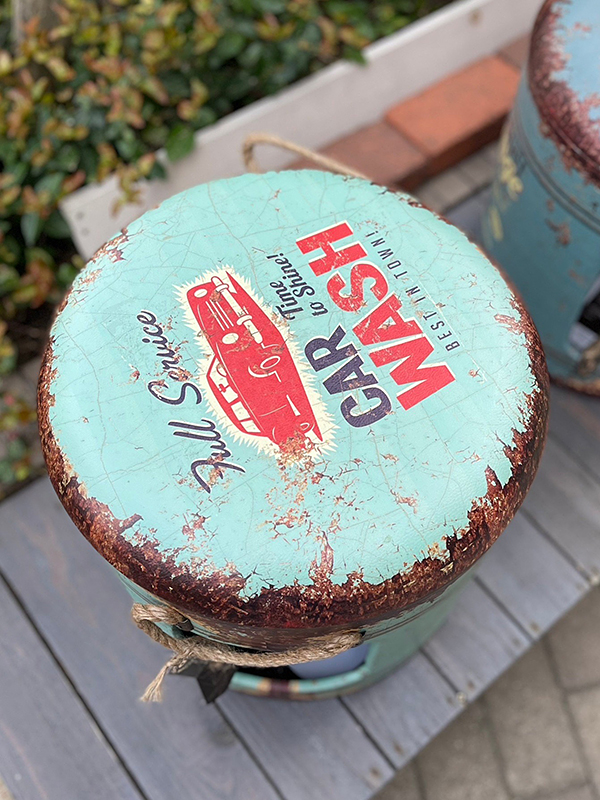 Full Service
Time
to Shine!
CAR
WASH
BEST IN TOWN!